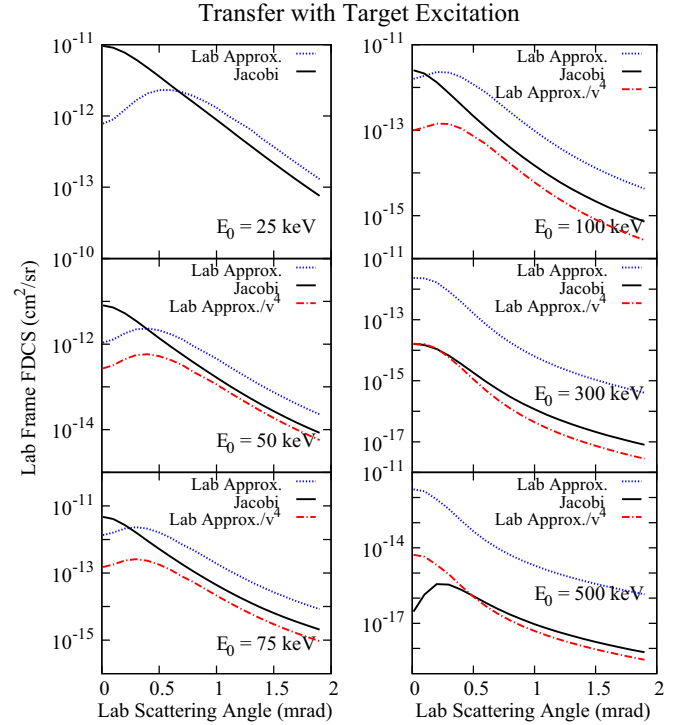 Transfer with Target Excitation
Lab Frame FDCS (cm²/sr)
10⁻¹¹
10⁻¹²
10⁻¹³
10⁻¹⁰
Lab Approx.
Jacobi
E₀ = 25 keV
10⁻¹²
10⁻¹⁴
Lab Approx.
Jacobi
Lab Approx./v⁴
E₀ = 50 keV
10⁻¹¹
10⁻¹³
10⁻¹⁵
Lab Approx.
Jacobi
Lab Approx./v⁴
E₀ = 75 keV
0 0.5 1 1.5 2
Lab Scattering Angle (mrad)
10⁻¹¹
10⁻¹³
10⁻¹⁵
10⁻¹¹
Lab Approx.
Jacobi
Lab Approx./v⁴
E₀ = 100 keV
10⁻¹³
10⁻¹⁵
10⁻¹⁷
10⁻¹¹
Lab Approx.
Jacobi
Lab Approx./v⁴
E₀ = 300 keV
10⁻¹⁴
10⁻¹⁷
Lab Approx.
Jacobi
Lab Approx./v⁴
E₀ = 500 keV
0 0.5 1 1.5 2
Lab Scattering Angle (mrad)